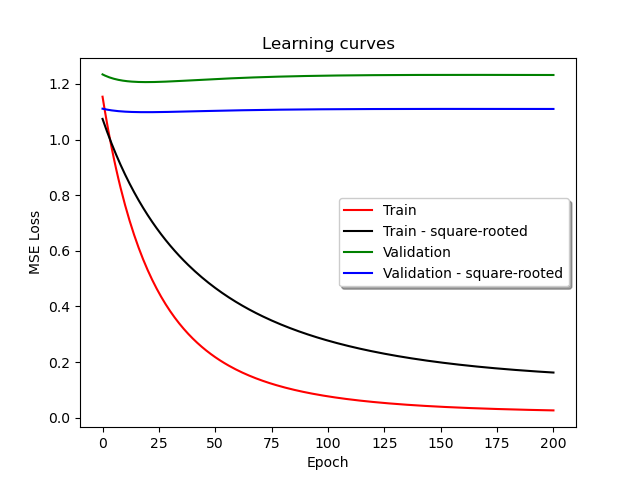 Learning curves
MSE Loss
1.2
1.0
0.8
0.6
0.4
0.2
0.0
Train
Train - square-rooted
Validation
Validation - square-rooted
0 25 50 75 100 125 150 175 200
Epoch